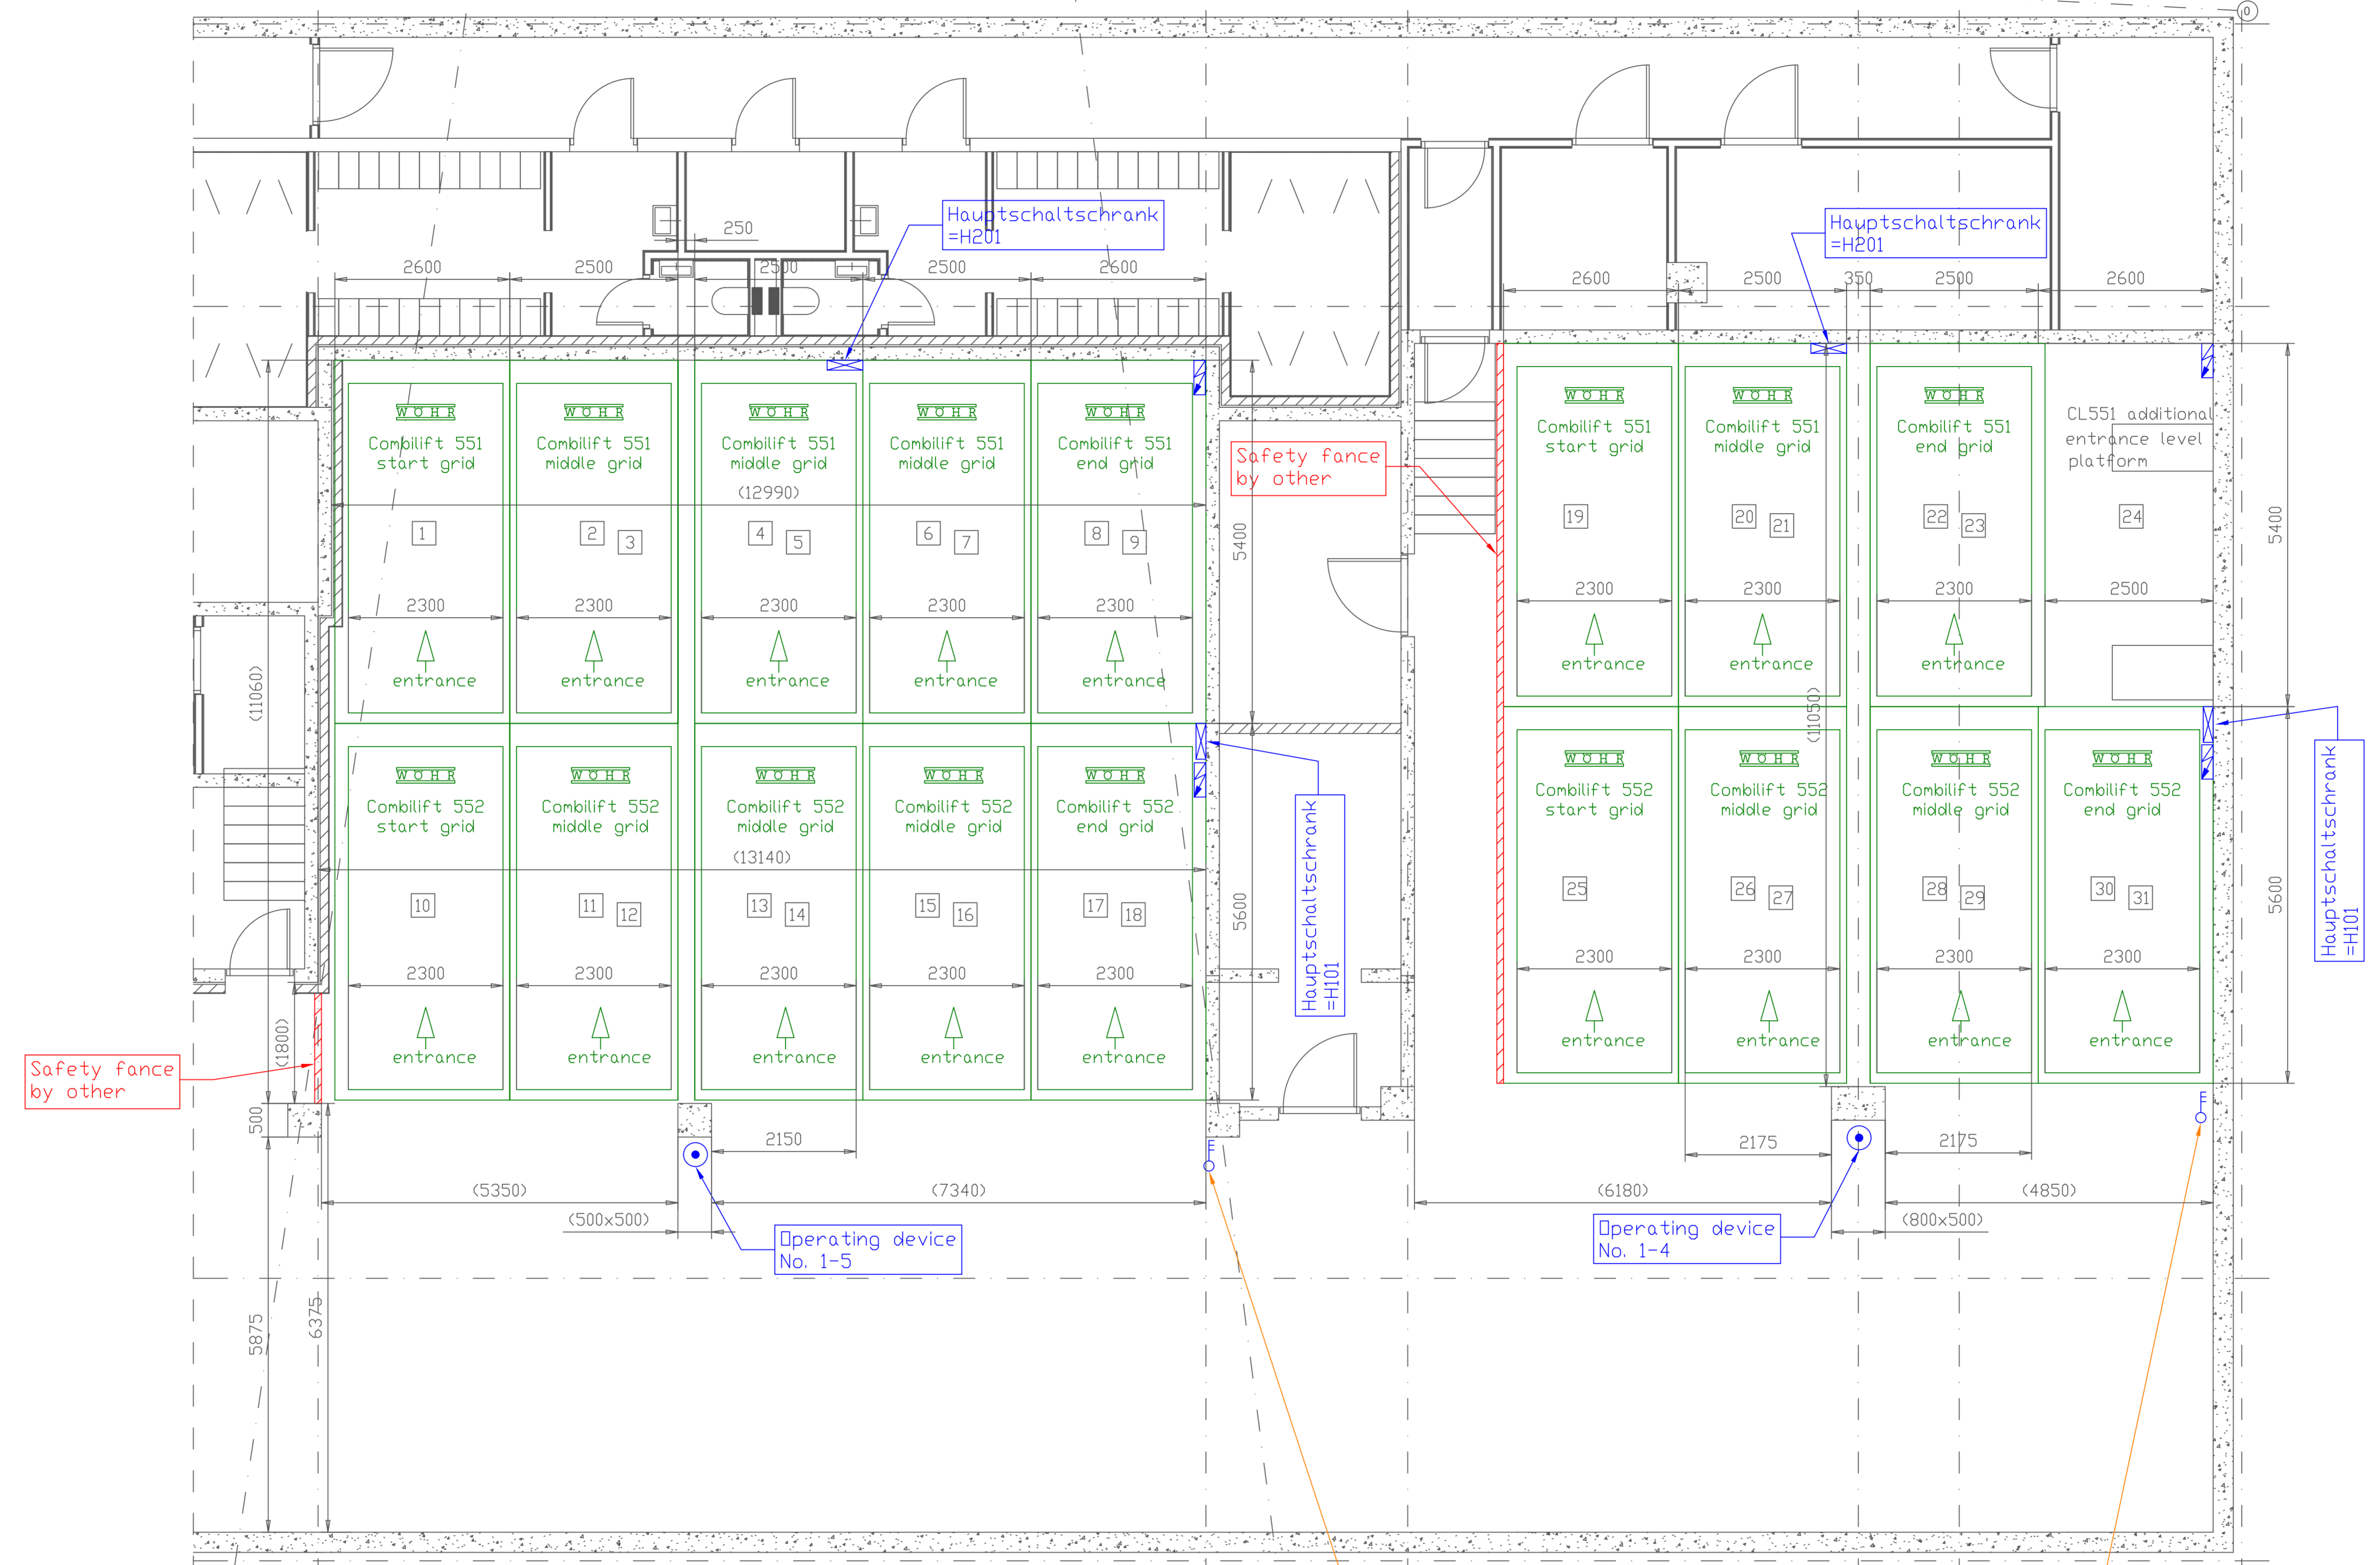 0
Hauptschaltschrank
=H201
Hauptschaltschrank
=H201
250
2600
2500
2500
2500
2600
2600
2500
350
2500
2600
WÖHR
Combilift 551
start grid
WÖHR
Combilift 551
middle grid
WÖHR
Combilift 551
middle grid
WÖHR
Combilift 551
middle grid
WÖHR
Combilift 551
end grid
Safety fance
by other
WÖHR
Combilift 551
start grid
WÖHR
Combilift 551
middle grid
WÖHR
Combilift 551
end grid
CL551 additional
entrance level
platform
(12990)
1
2
3
4
5
6
7
8
9
5400
19
20
21
22
23
24
5400
2300
2300
2300
2300
2300
2300
2300
2300
2500
entrance
entrance
entrance
entrance
entrance
entrance
entrance
entrance
(11060)
(11050)
WÖHR
Combilift 552
start grid
WÖHR
Combilift 552
middle grid
WÖHR
Combilift 552
middle grid
WÖHR
Combilift 552
middle grid
WÖHR
Combilift 552
end grid
WÖHR
Combilift 552
start grid
WÖHR
Combilift 552
middle grid
WÖHR
Combilift 552
middle grid
WÖHR
Combilift 552
end grid
Hauptschaltschrank
=H101
Hauptschaltschrank
=H101
(13140)
10
11
12
13
14
15
16
17
18
5600
25
26
27
28
29
30
31
5600
2300
2300
2300
2300
2300
2300
2300
2300
2300
entrance
entrance
entrance
entrance
entrance
entrance
entrance
entrance
entrance
(1800)
Safety fance
by other
500
2150
2175
2175
F
F
(5350)
(7340)
(6180)
(4850)
(500x500)
(800x500)
Operating device
No. 1-5
Operating device
No. 1-4
5875
6375